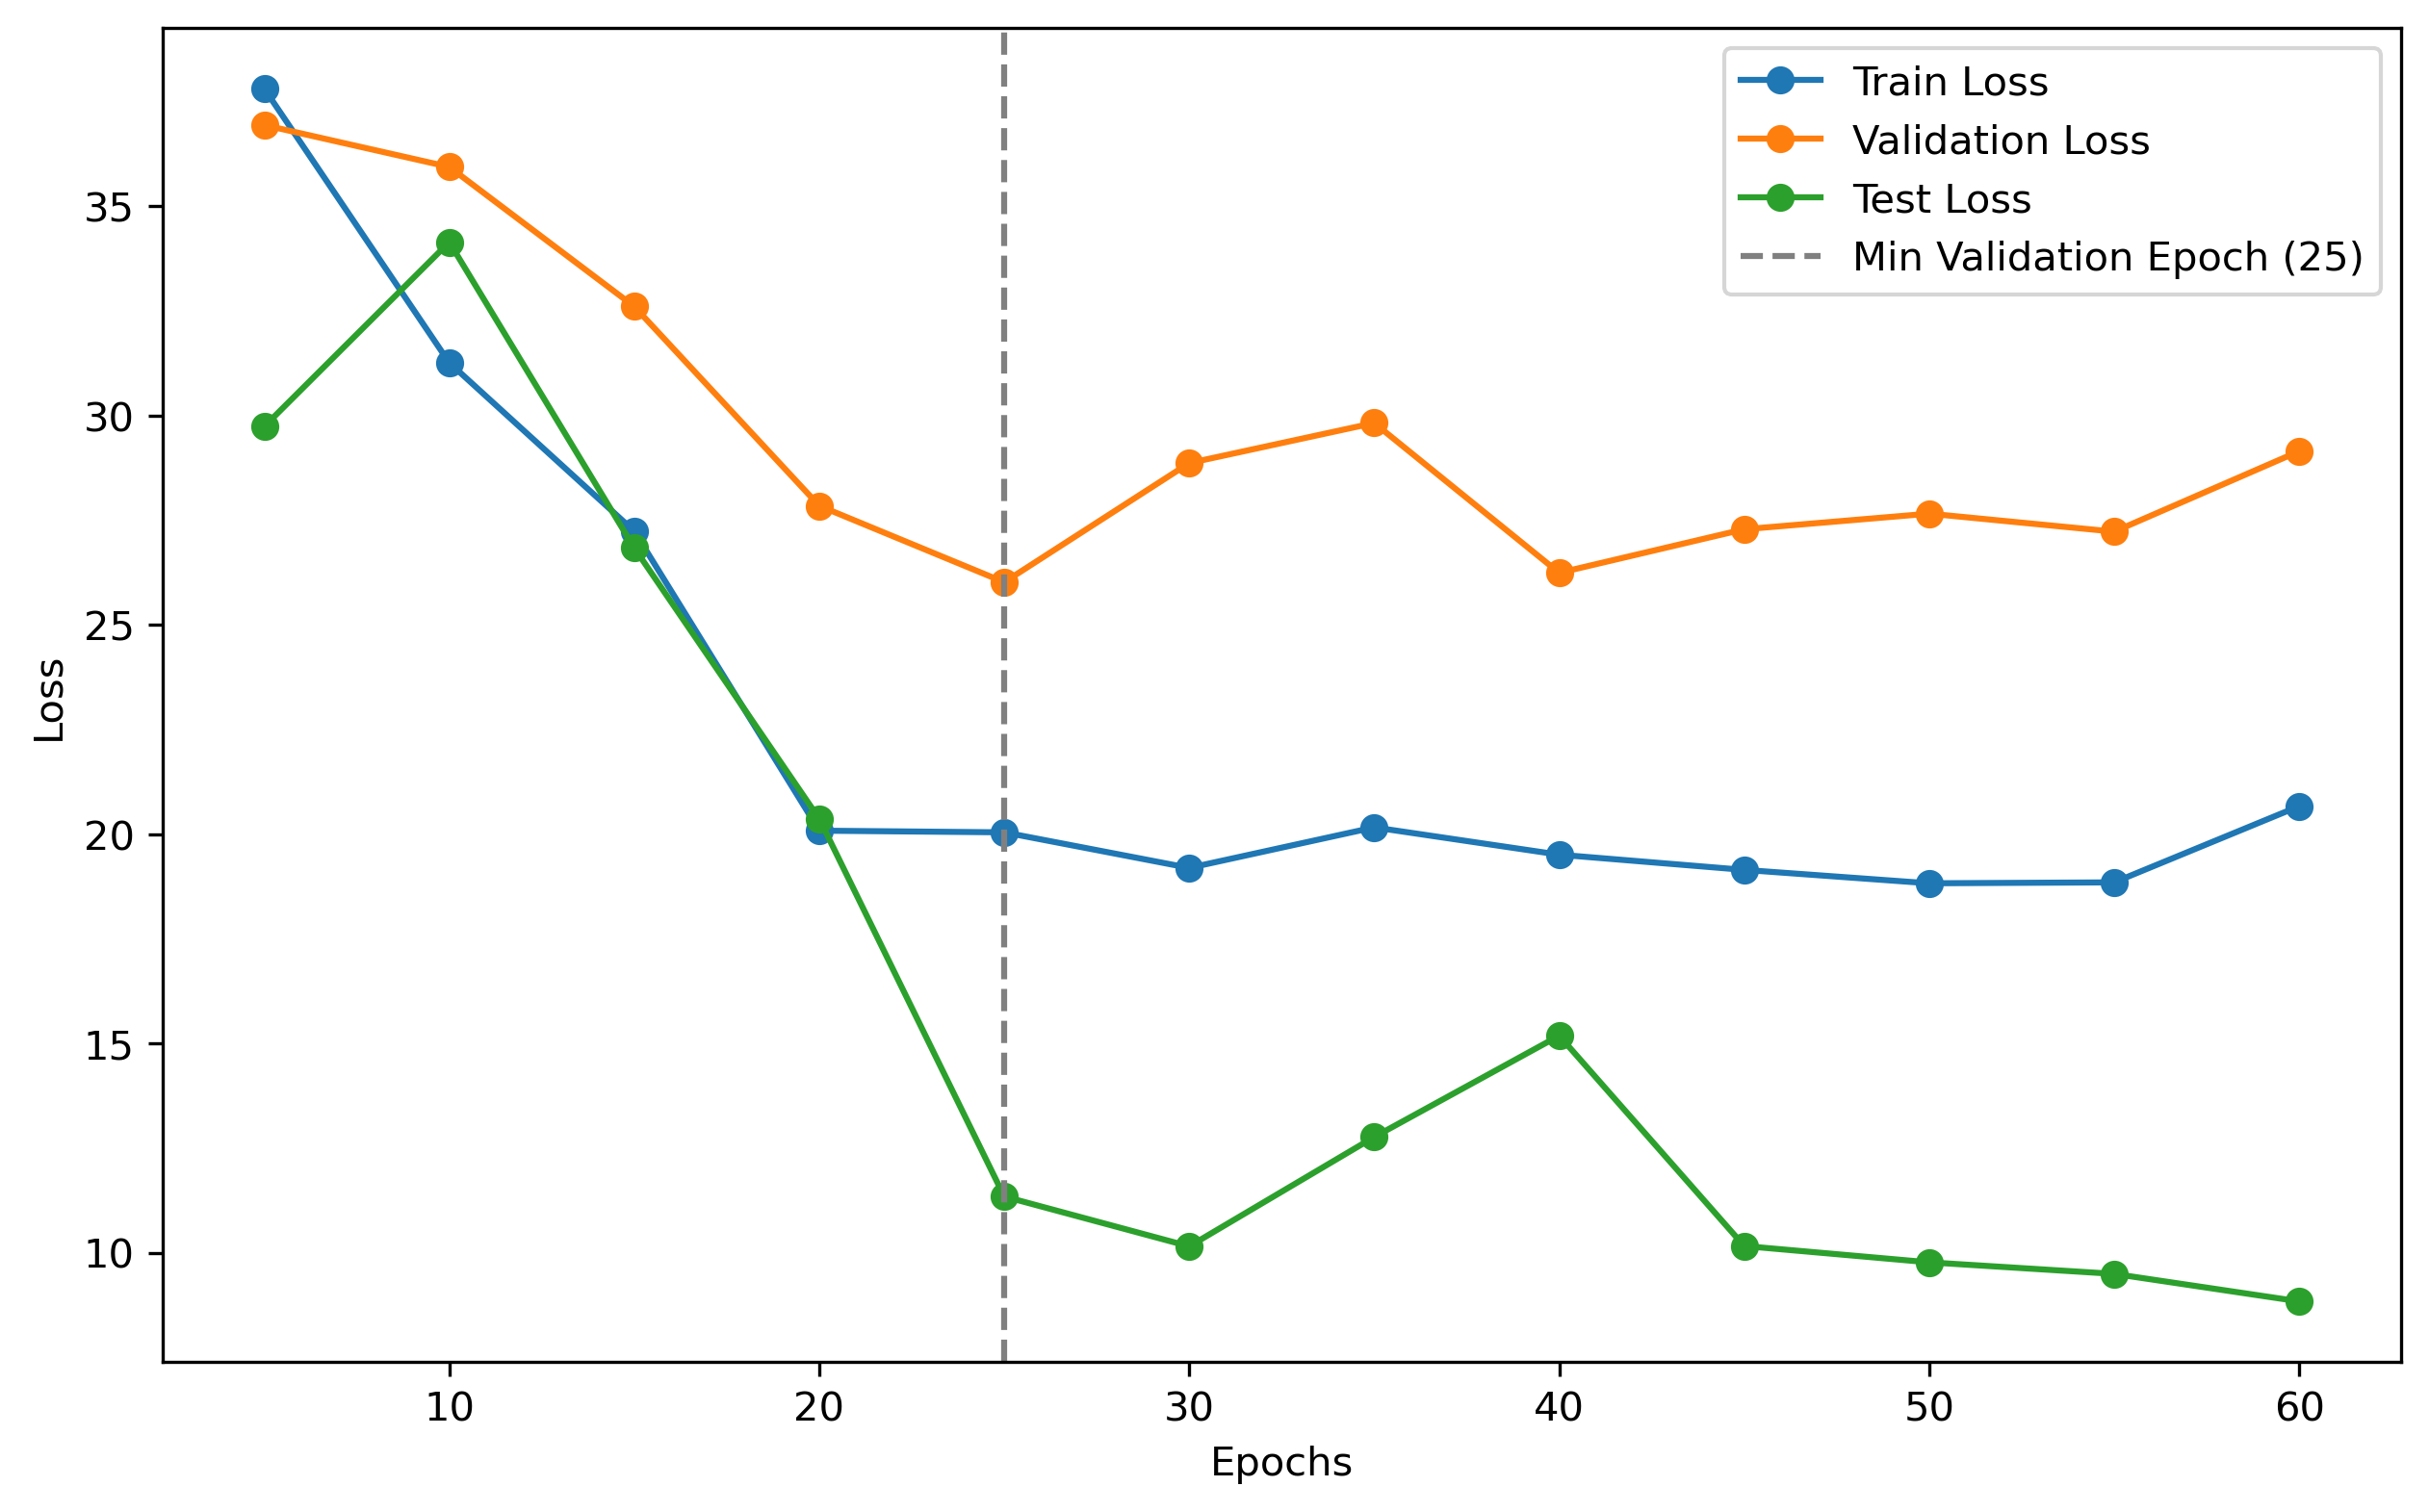 Train Loss
Validation Loss
Test Loss
Min Validation Epoch (25)
Loss
35
30
25
20
15
10
10 20 30 40 50 60
Epochs